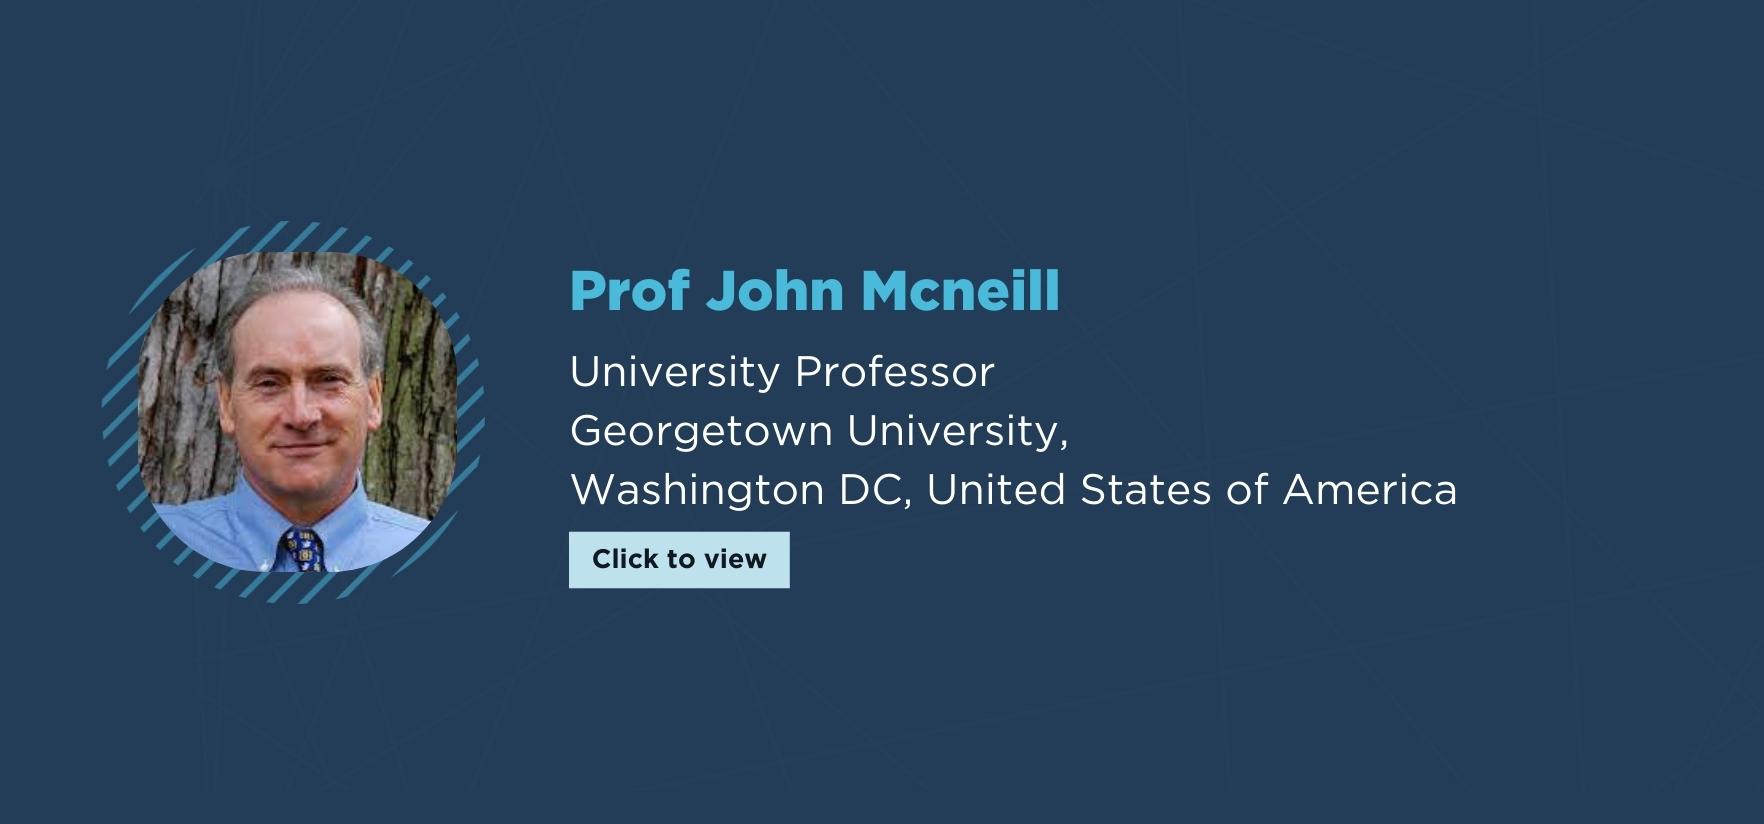 Prof John Mcneill
University Professor
Georgetown University,
Washington DC, United States of America
Click to view